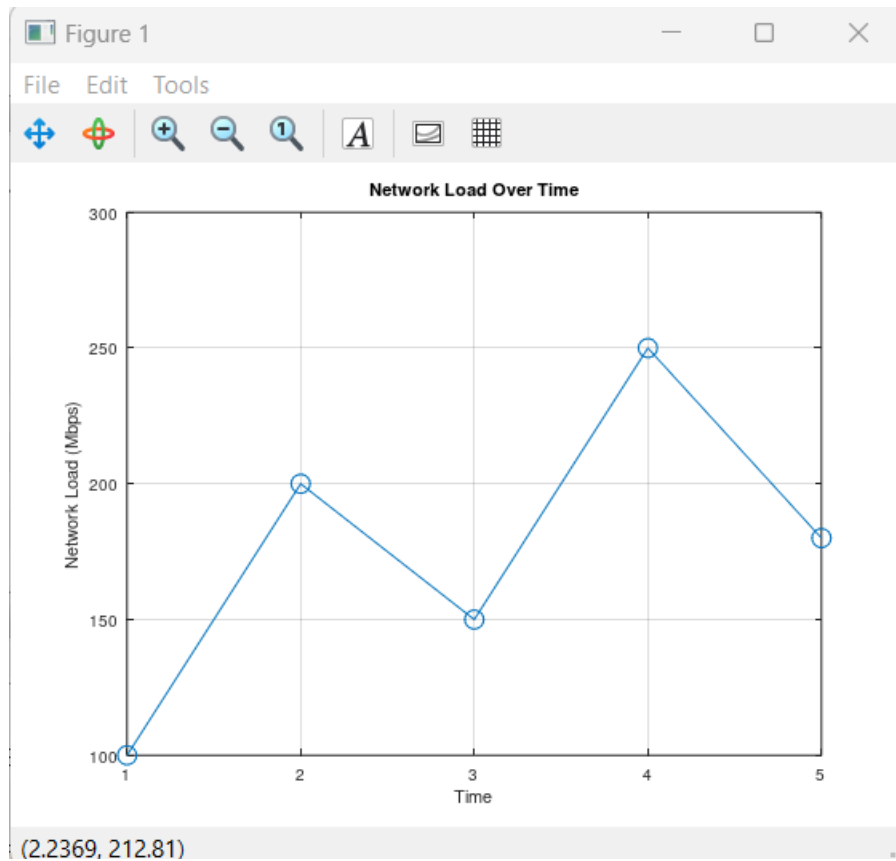 Figure 1
File Edit Tools
A
Network Load Over Time
300
250
200
150
100
Network Load (Mbps)
1 2 3 4 5
Time
(2.2369, 212.81)